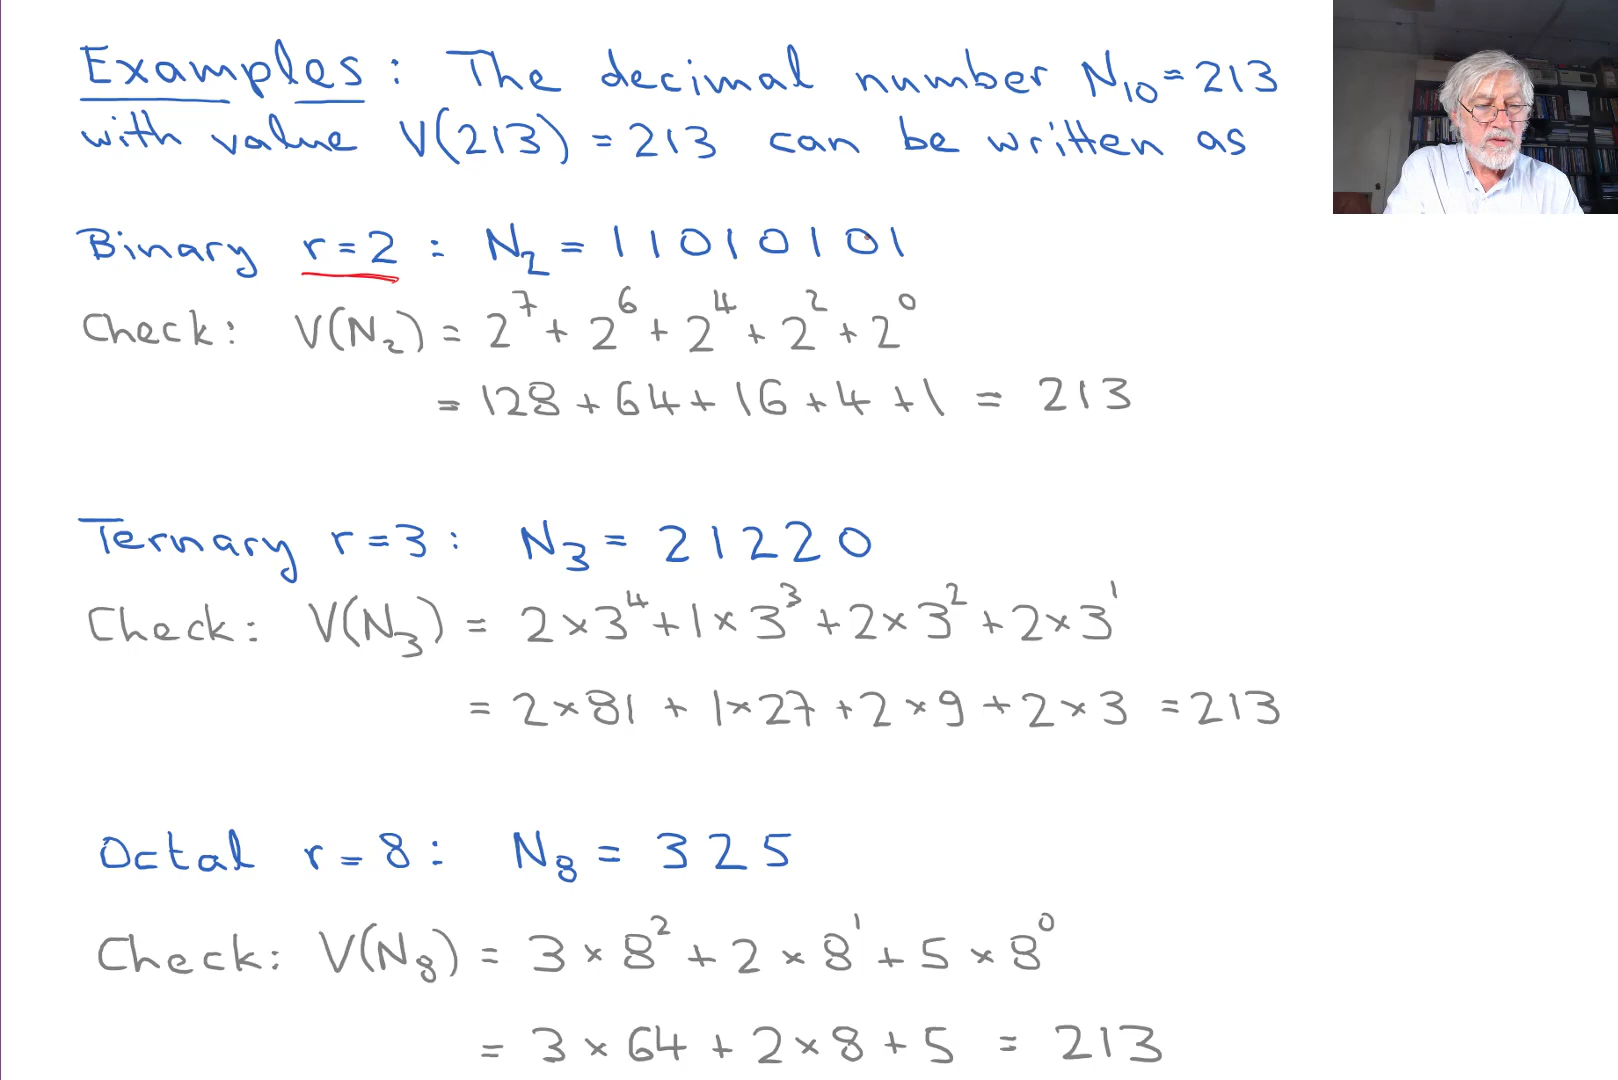 Examples: The decimal number N₁₀ = 213
with value V(213) = 213 can be written as
Binary r=2 : N₂ = 11010101
Check: V(N₂) = 2⁷ + 2⁶ + 2⁴ + 2² + 2⁰
= 128 + 64 + 16 + 4 + 1 = 213
Ternary r=3 : N₃ = 21220
Check: V(N₃) = 2×3⁴ + 1×3³ + 2×3² + 2×3¹
= 2×81 + 1×27 + 2×9 + 2×3 = 213
Octal r=8 : N₈ = 325
Check: V(N₈) = 3×8² + 2×8¹ + 5×8⁰
= 3×64 + 2×8 + 5 = 213